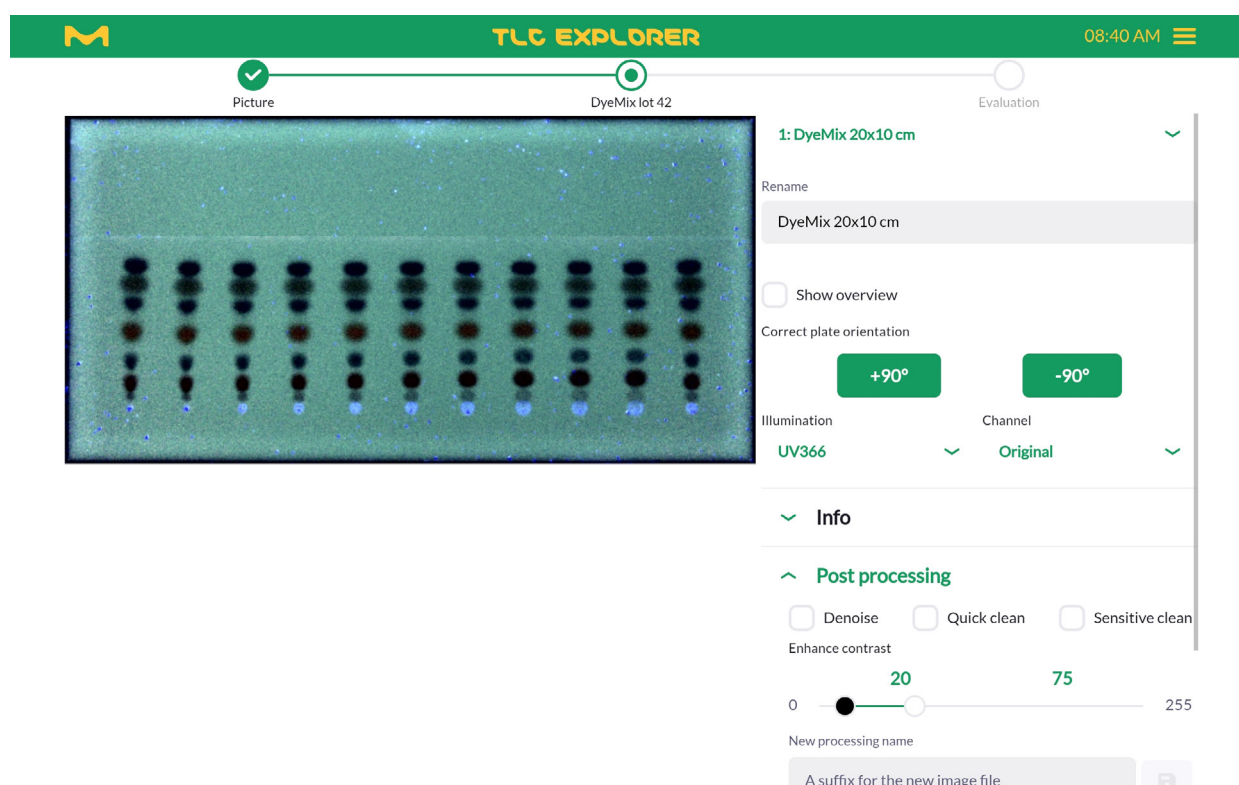 TLC EXPLORER
08:40 AM
Picture
DyeMix lot 42
Evaluation
1: DyeMix 20x10 cm
Rename
DyeMix 20x10 cm
Show overview
Correct plate orientation
+90°
-90°
Illumination
Channel
UV366
Original
Info
Post processing
Denoise
Quick clean
Sensitive clean
Enhance contrast
20
75
0
255
New processing name
A suffix for the new image file